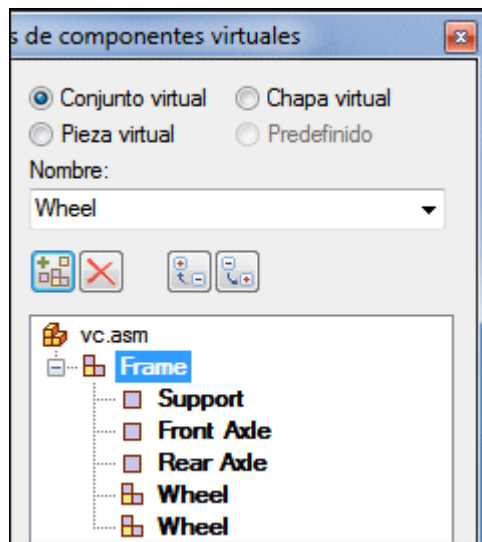 s de componentes virtuales
Conjunto virtual Chapa virtual
Pieza virtual Predefinido
Nombre:
Wheel
vc.asm
Frame
Support
Front Axle
Rear Axle
Wheel
Wheel